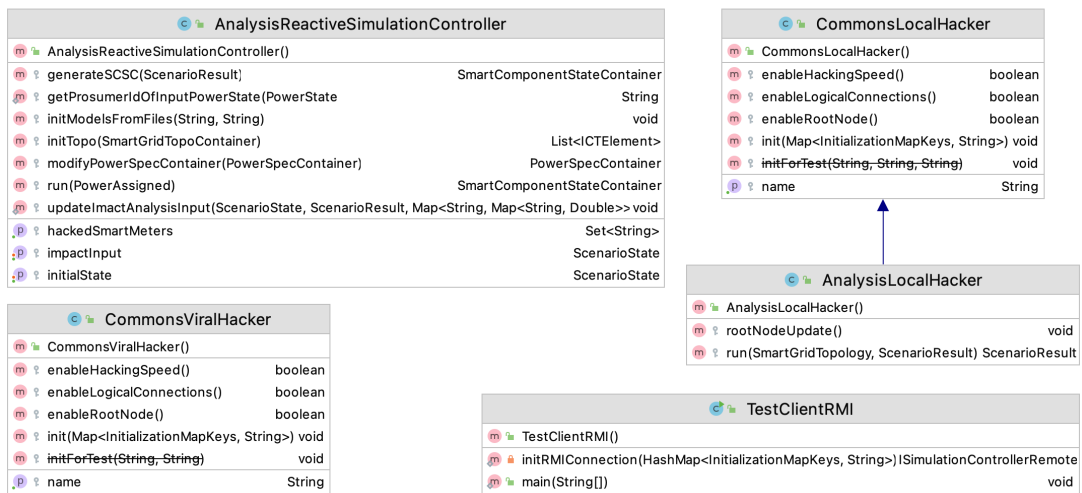 AnalysisReactiveSimulationController
AnalysisReactiveSimulationController()
generateSCSC(ScenarioResult) SmartComponentStateContainer
getProsumerIdOfInputPowerState(PowerState String
initModelsFromFiles(String, String) void
initTopo(SmartGridTopoContainer) List<ICTElement>
modifyPowerSpecContainer(PowerSpecContainer) PowerSpecContainer
run(PowerAssigned) SmartComponentStateContainer
updateImactAnalysisInput(ScenarioState, ScenarioResult, Map<String, Map<String, Double>> void
hackedSmartMeters Set<String>
impactInput ScenarioState
initialState ScenarioState
CommonsLocalHacker
CommonsLocalHacker()
enableHackingSpeed() boolean
enableLogicalConnections() boolean
enableRootNode() boolean
init(Map<InitializationMapKeys, String>) void
initForTest(String, String, String) void
name String
AnalysisLocalHacker
AnalysisLocalHacker()
rootNodeUpdate() void
run(SmartGridTopology, ScenarioResult) ScenarioResult
CommonsViralHacker
CommonsViralHacker()
enableHackingSpeed() boolean
enableLogicalConnections() boolean
enableRootNode() boolean
init(Map<InitializationMapKeys, String>) void
initForTest(String, String) void
name String
TestClientRMI
TestClientRMI()
initRMIConnection(HashMap<InitializationMapKeys, String>) ISimulationControllerRemote
main(String[]) void